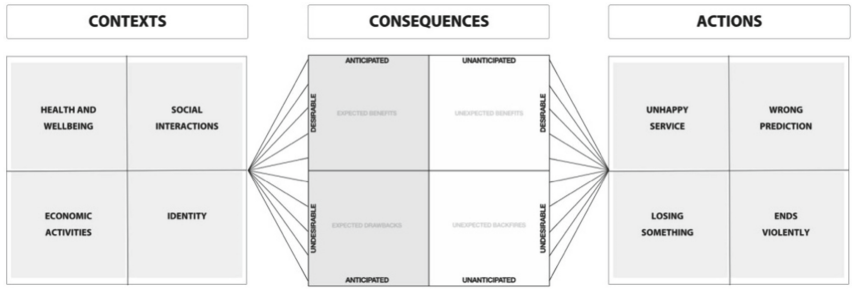 CONTEXTS
CONSEQUENCES
ACTIONS
HEALTH AND
WELLBEING
SOCIAL
INTERACTIONS
ECONOMIC
ACTIVITIES
IDENTITY
ANTICIPATED
UNANTICIPATED
DESIRABLE
EXPECTED BENEFITS
UNEXPECTED BENEFITS
DESIRABLE
UNDESIRABLE
EXPECTED DRAWBACKS
UNEXPECTED BACKFIRES
UNDESIRABLE
ANTICIPATED
UNANTICIPATED
UNHAPPY
SERVICE
WRONG
PREDICTION
LOSING
SOMETHING
ENDS
VIOLENTLY